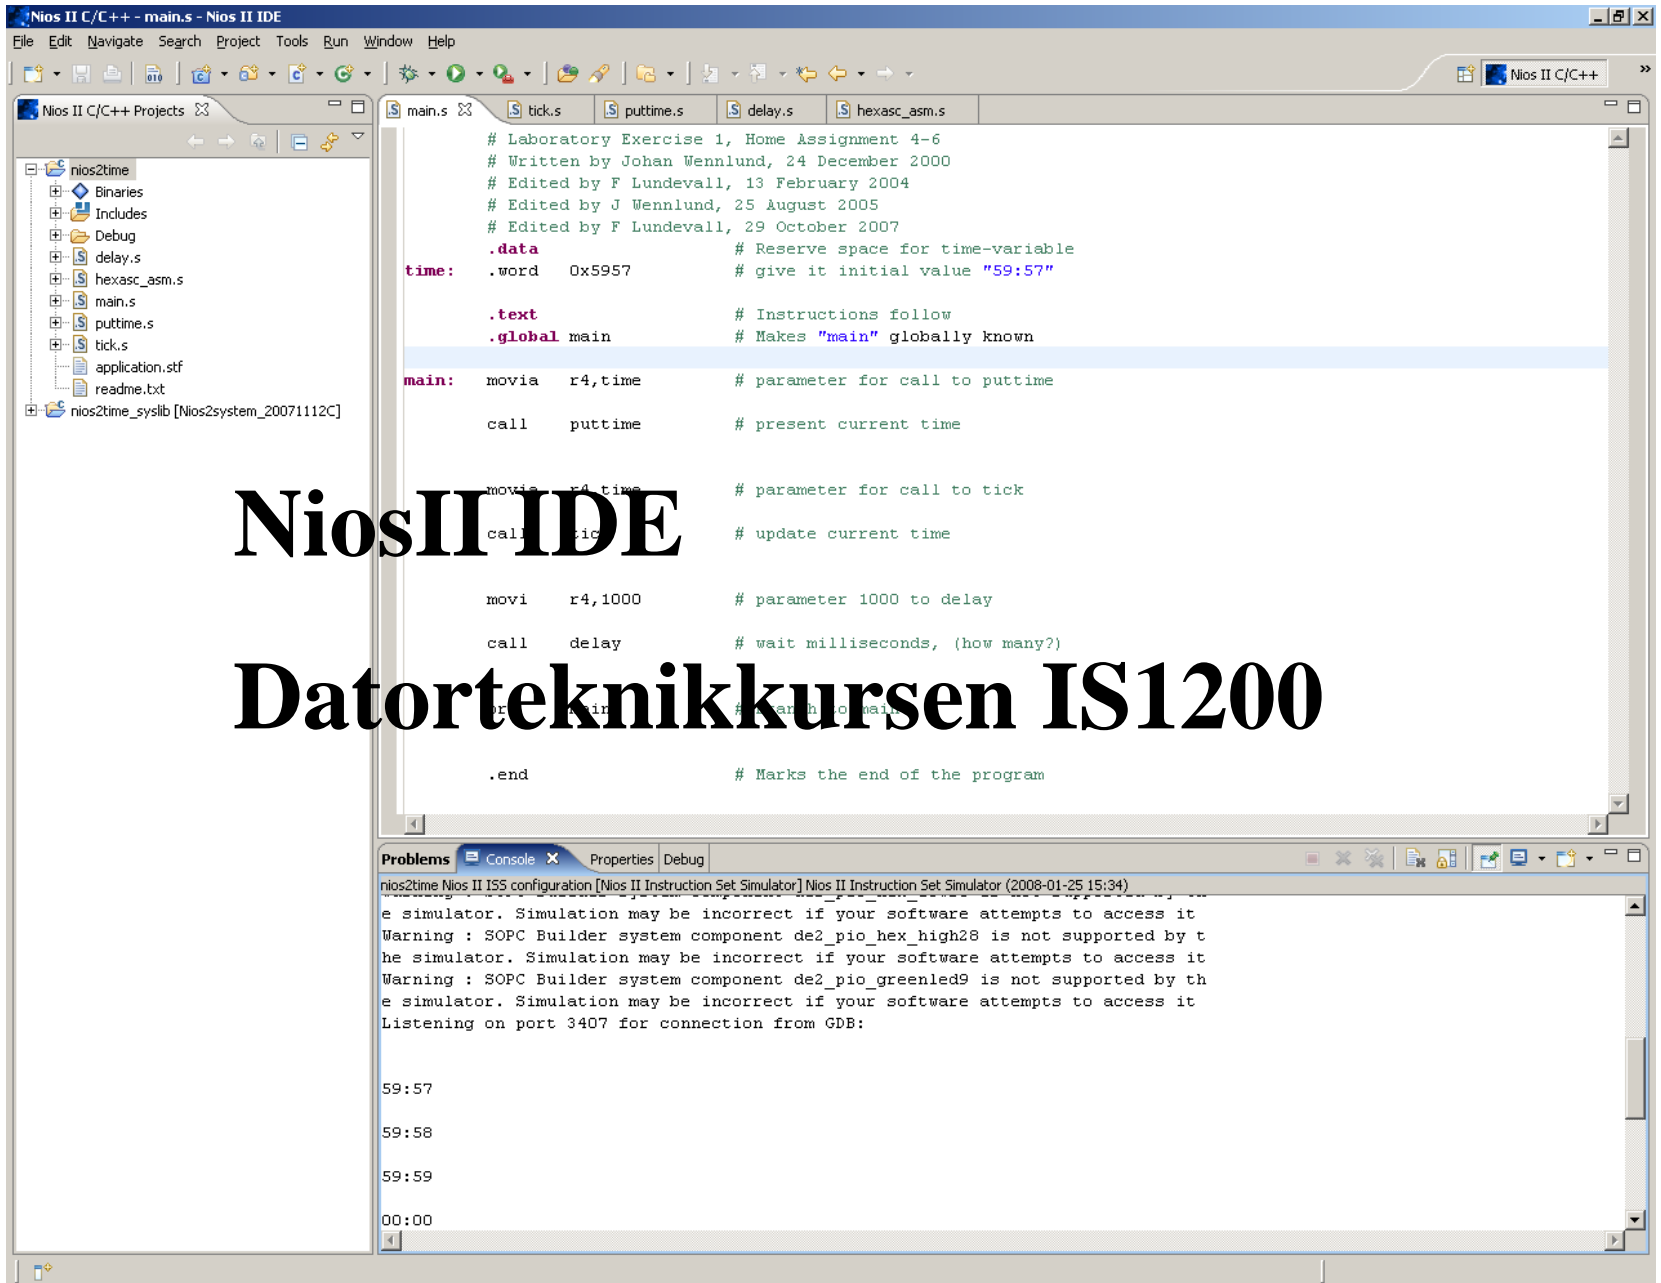 Nios II C/C++ - main.s - Nios II IDE
File Edit Navigate Search Project Tools Run Window Help
Nios II C/C++
Nios II C/C++ Projects
main.s tick.s puttime.s delay.s hexasc_asm.s
nios2time
Binaries
Includes
Debug
delay.s
hexasc_asm.s
main.s
puttime.s
tick.s
application.stf
readme.txt
nios2time_syslib [Nios2system_20071112C]
# Laboratory Exercise 1, Home Assignment 4-6
# Written by Johan Wennlund, 24 December 2000
# Edited by F Lundevall, 13 February 2004
# Edited by J Wennlund, 25 August 2005
# Edited by F Lundevall, 29 October 2007
.data # Reserve space for time-variable
time: .word 0x5957 # give it initial value "59:57"
.text # Instructions follow
.global main # Makes "main" globally known
main: movia r4,time # parameter for call to puttime
call puttime # present current time
movia r4,time # parameter for call to tick
NiosII IDE
call # update current time
movi r4,1000 # parameter 1000 to delay
call delay # wait milliseconds, (how many?)
Datorteknikkursen IS1200
.end # Marks the end of the program
Problems Console Properties Debug
nios2time Nios II ISS configuration [Nios II Instruction Set Simulator] Nios II Instruction Set Simulator (2008-01-25 15:34)
e simulator. Simulation may be incorrect if your software attempts to access it
Warning : SOPC Builder system component de2_pio_hex_high28 is not supported by t
he simulator. Simulation may be incorrect if your software attempts to access it
Warning : SOPC Builder system component de2_pio_greenled9 is not supported by th
e simulator. Simulation may be incorrect if your software attempts to access it
Listening on port 3407 for connection from GDB:
59:57
59:58
59:59
00:00